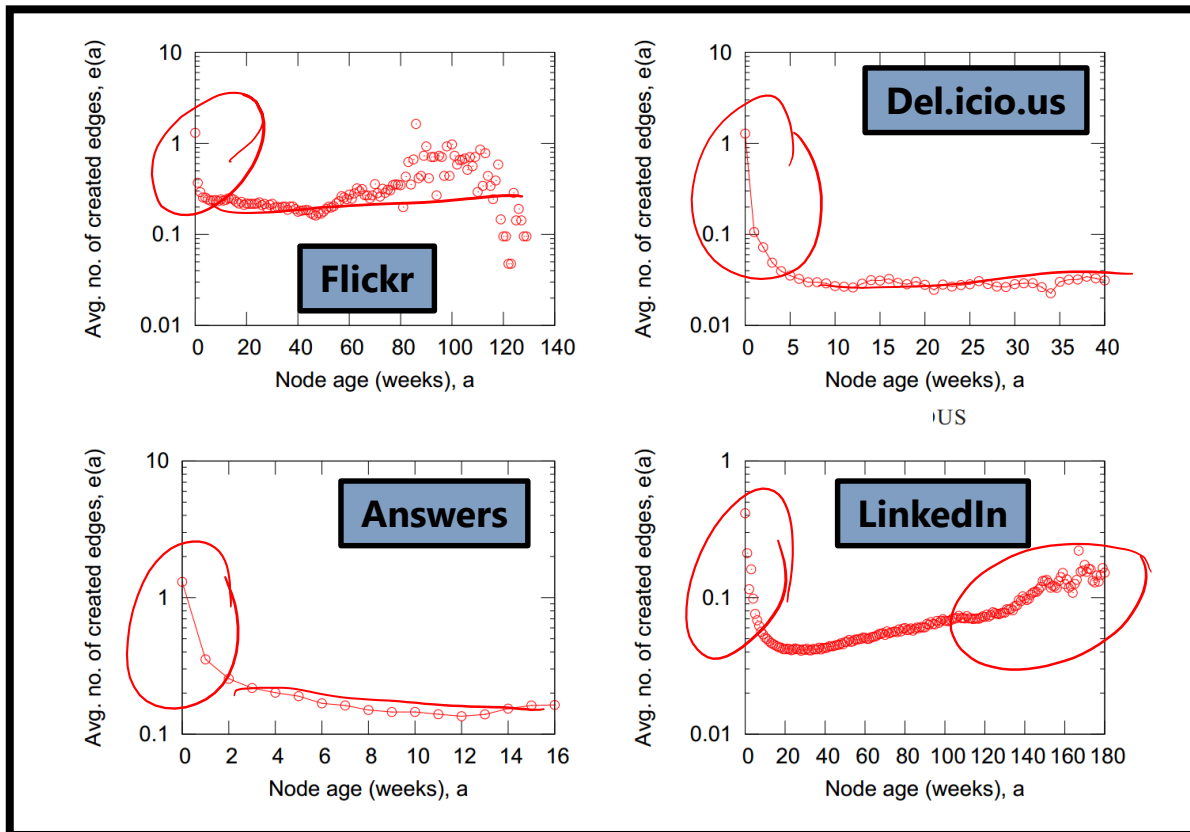 Avg. no. of created edges, e(a)
10
1
0.1
0.01
Flickr
0 20 40 60 80 100 120 140
Node age (weeks), a
Avg. no. of created edges, e(a)
10
1
0.1
0.01
Del.icio.us
0 5 10 15 20 25 30 35 40
Node age (weeks), a
OUS
Avg. no. of created edges, e(a)
10
1
0.1
Answers
0 2 4 6 8 10 12 14 16
Node age (weeks), a
Avg. no. of created edges, e(a)
1
0.1
0.01
LinkedIn
0 20 40 60 80 100 120 140 160 180
Node age (weeks), a